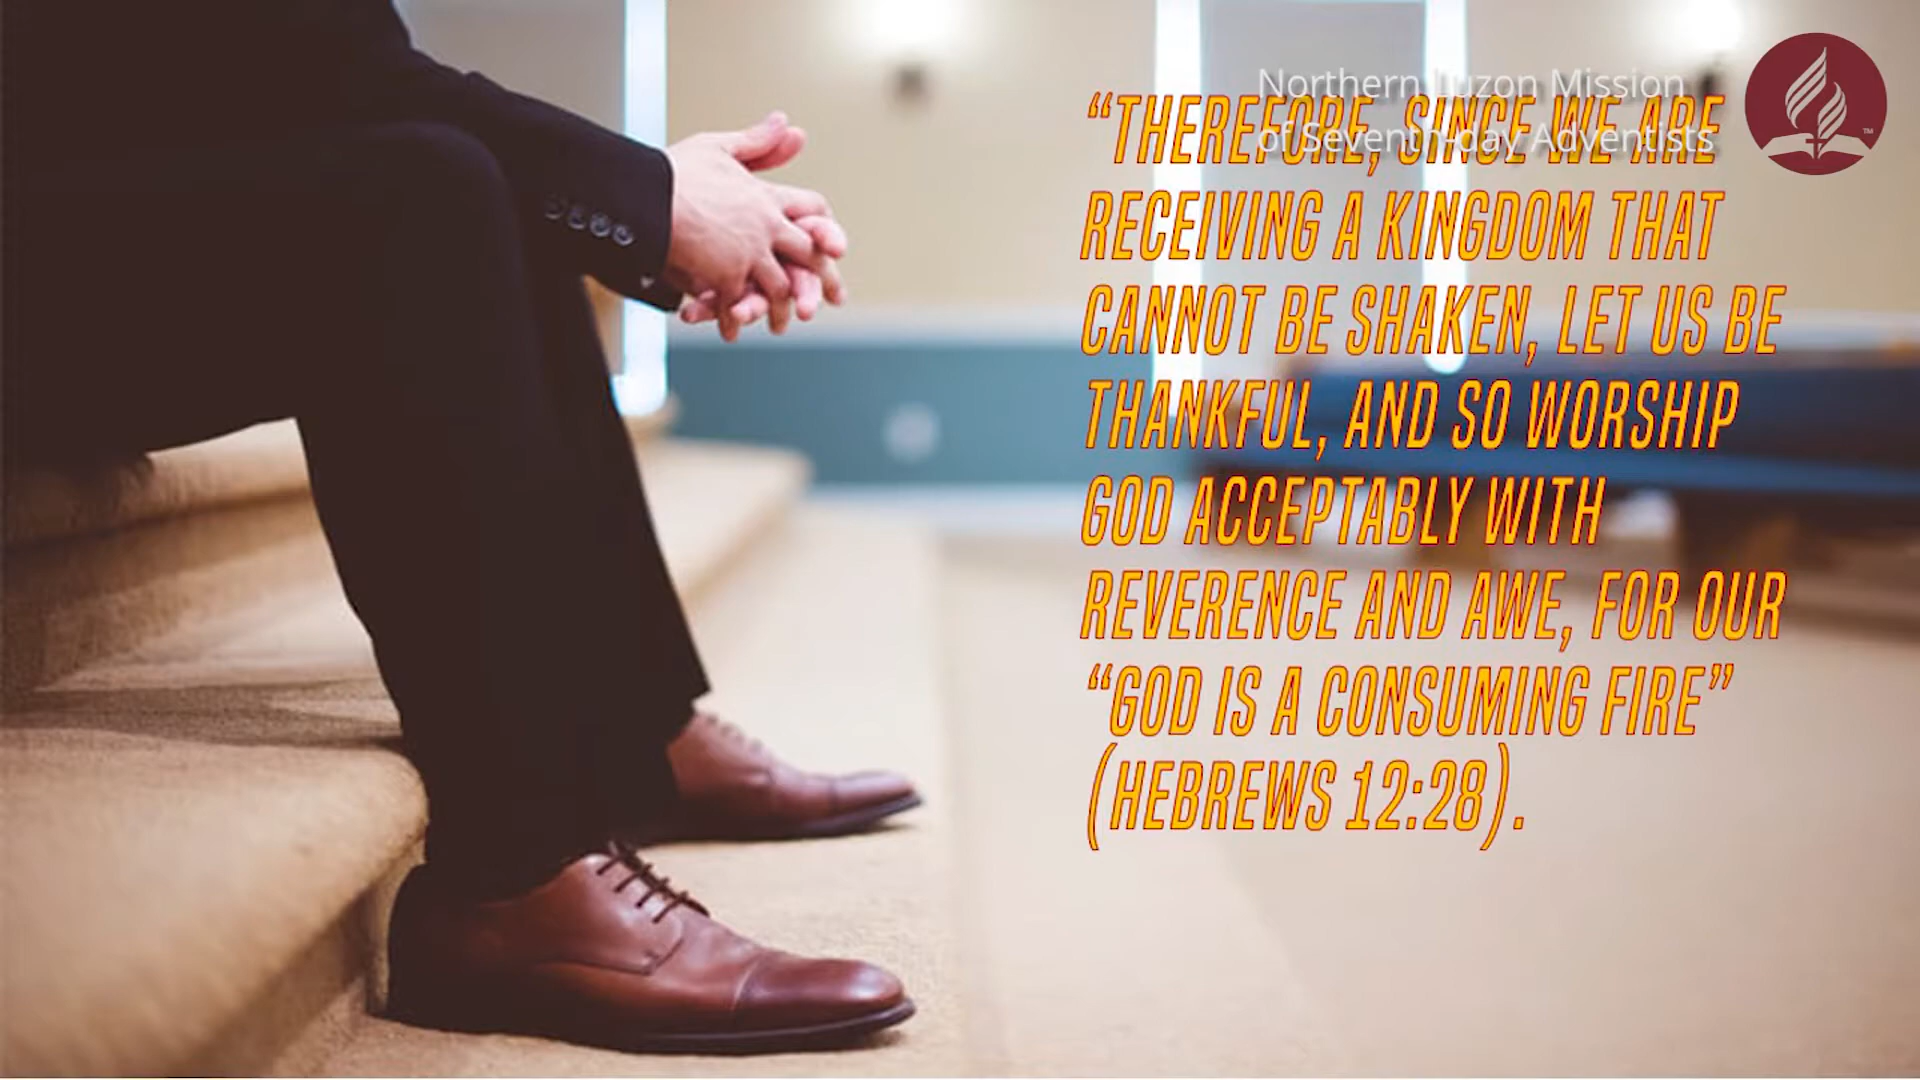 Northern Luzon Mission
of Seventh-day Adventists
“THEREFORE, SINCE WE ARE
RECEIVING A KINGDOM THAT
CANNOT BE SHAKEN, LET US BE
THANKFUL, AND SO WORSHIP
GOD ACCEPTABLY WITH
REVERENCE AND AWE, FOR OUR
“GOD IS A CONSUMING FIRE”
(HEBREWS 12:28).
TM